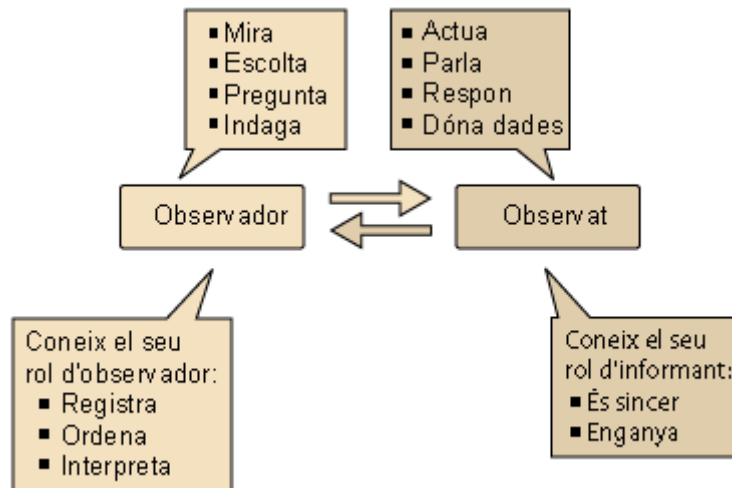 ▪ Mira
▪ Escolta
▪ Pregunta
▪ Indaga
▪ Actua
▪ Parla
▪ Respon
▪ Dóna dades
Observador
Observat
Coneix el seu
rol d'observador:
▪ Registra
▪ Ordena
▪ Interpreta
Coneix el seu
rol d'informant:
▪ És sincer
▪ Enganya